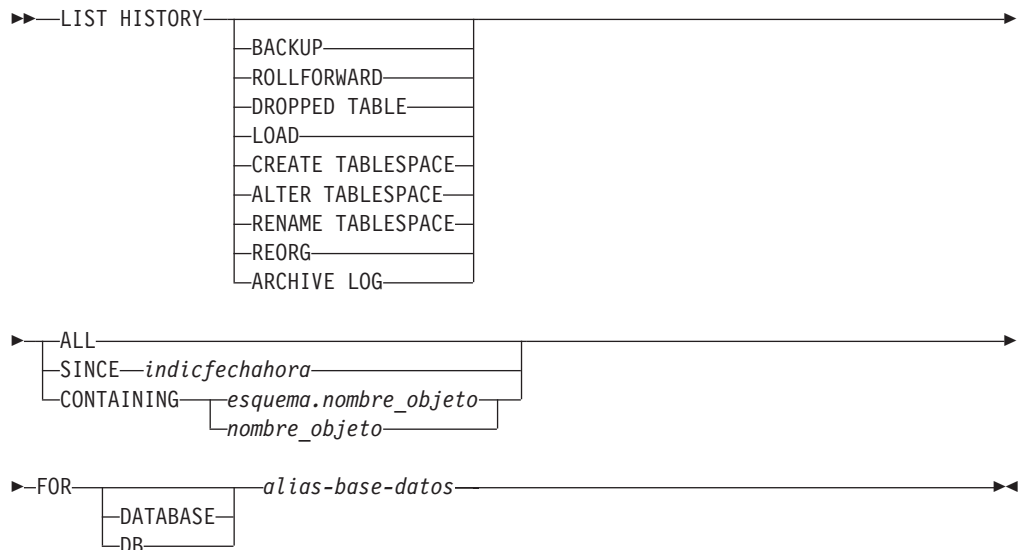 LIST HISTORY
BACKUP
ROLLFORWARD
DROPPED TABLE
LOAD
CREATE TABLESPACE
ALTER TABLESPACE
RENAME TABLESPACE
REORG
ARCHIVE LOG
ALL
SINCE indicfechahora
CONTAINING esquema.nombre_objeto
nombre_objeto
FOR alias-base-datos
DATABASE
DB